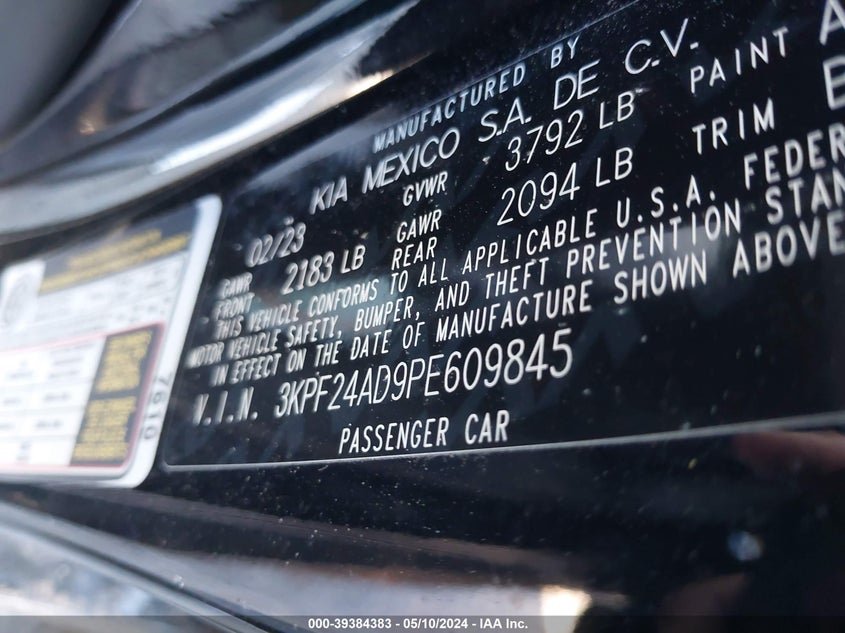 MANUFACTURED BY
KIA MEXICO S.A. DE C.V.
02/23 GVWR 3792 LB PAINT A
GAWR FRONT 2183 LB GAWR REAR 2094 LB TRIM
THIS VEHICLE CONFORMS TO ALL APPLICABLE U.S.A. FEDER
MOTOR VEHICLE SAFETY, BUMPER, AND THEFT PREVENTION STAN
IN EFFECT ON THE DATE OF MANUFACTURE SHOWN ABOVE
V.I.N. 3KPF24AD9PE609845
PASSENGER CAR
7610
000-39384383 - 05/10/2024 - IAA Inc.